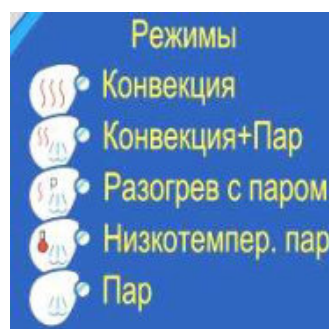 Режимы
Конвекция
Конвекция+Пар
Разогрев с паром
Низкотемпер. пар
Пар